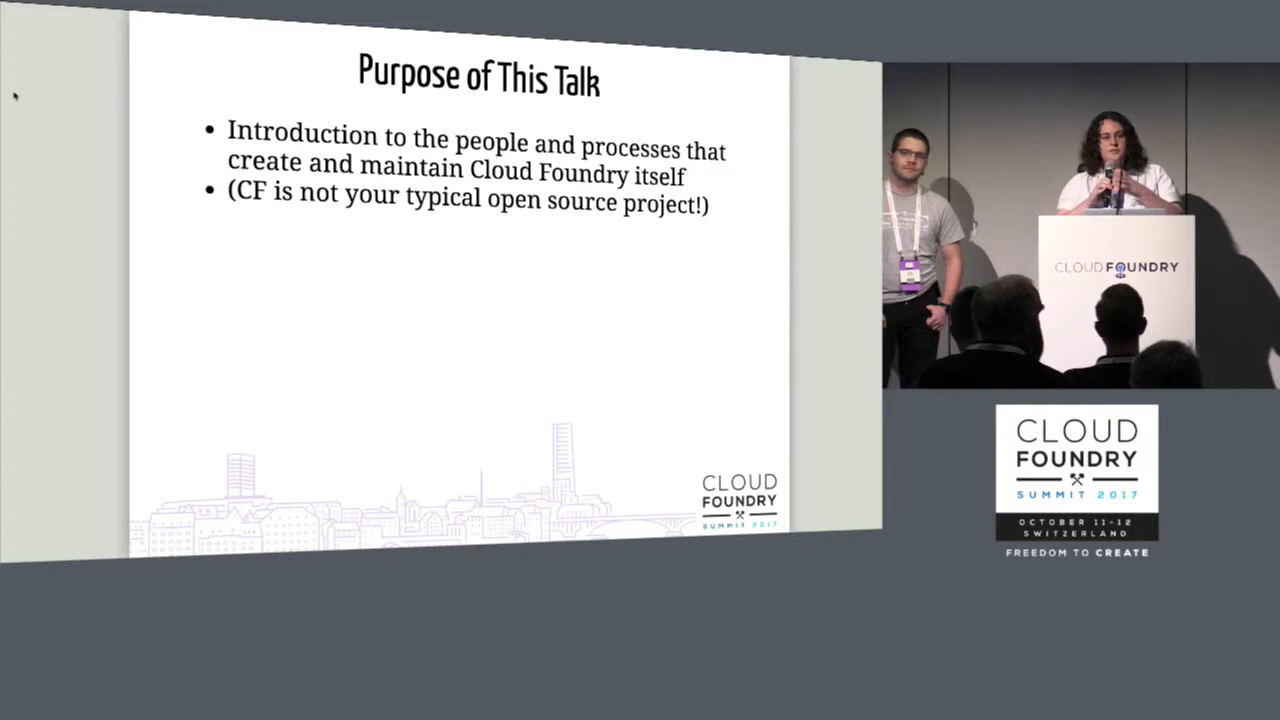 Purpose of This Talk
• Introduction to the people and processes that
create and maintain Cloud Foundry itself
• (CF is not your typical open source project!)
CLOUD
FOUNDRY
SUMMIT 2017
CLOUD FOUNDRY
CLOUD
FOUNDRY
SUMMIT 2017
OCTOBER 11-12
SWITZERLAND
FREEDOM TO CREATE